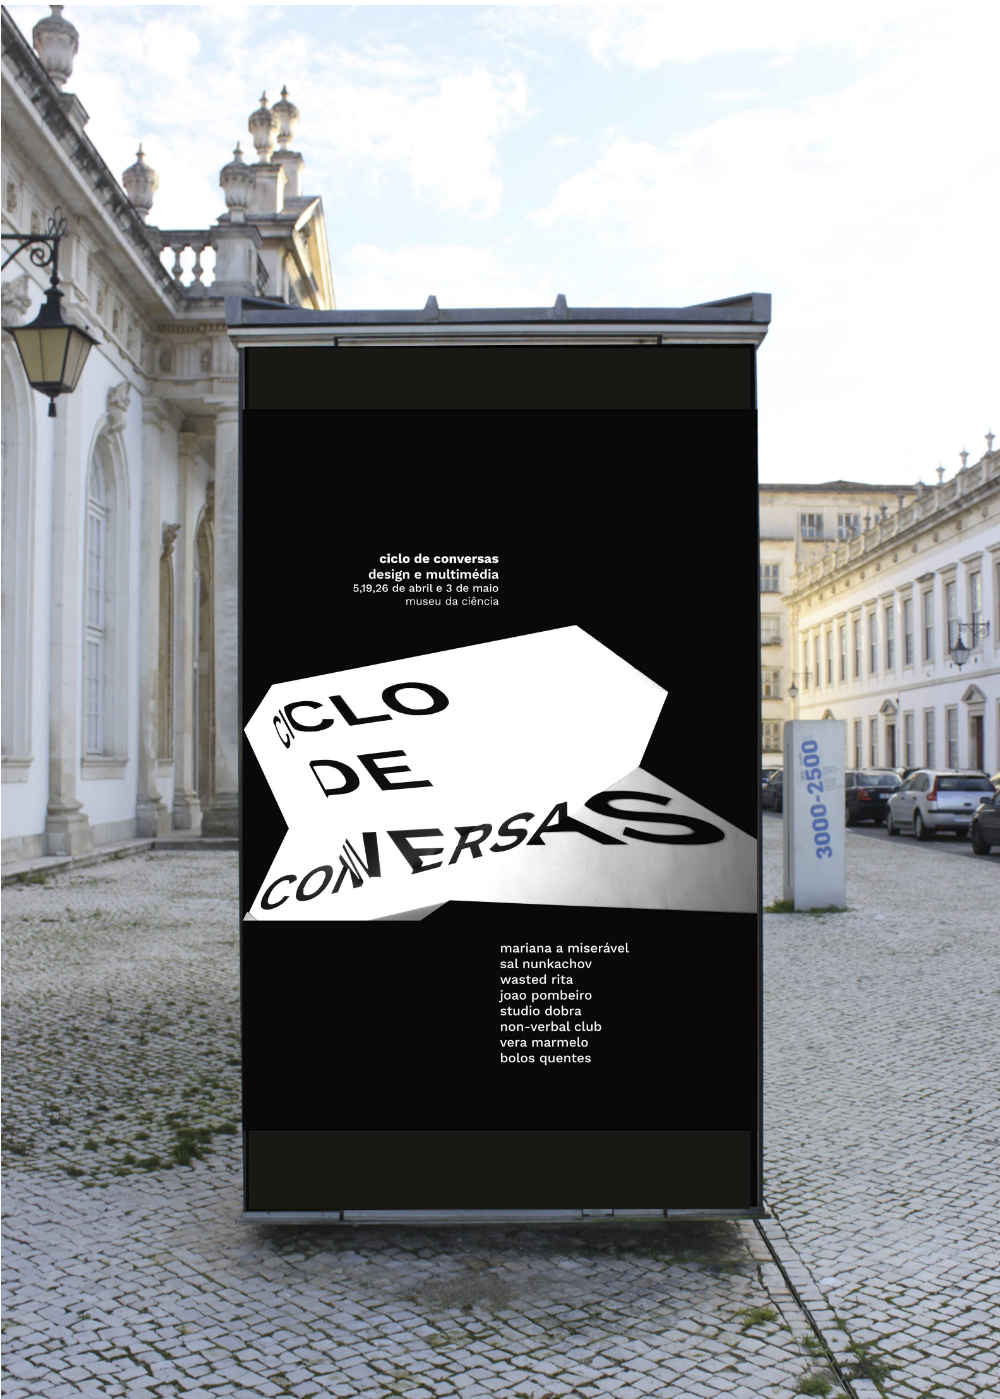 ciclo de conversas
design e multimédia
5,19,26 de abril e 3 de maio
museu da ciência
CICLO
DE
CONVERSAS
mariana a miserável
sal nunkachov
wasted rita
joao pombeiro
studio dobra
non-verbal club
vera marmelo
bolos quentes
3000-2500